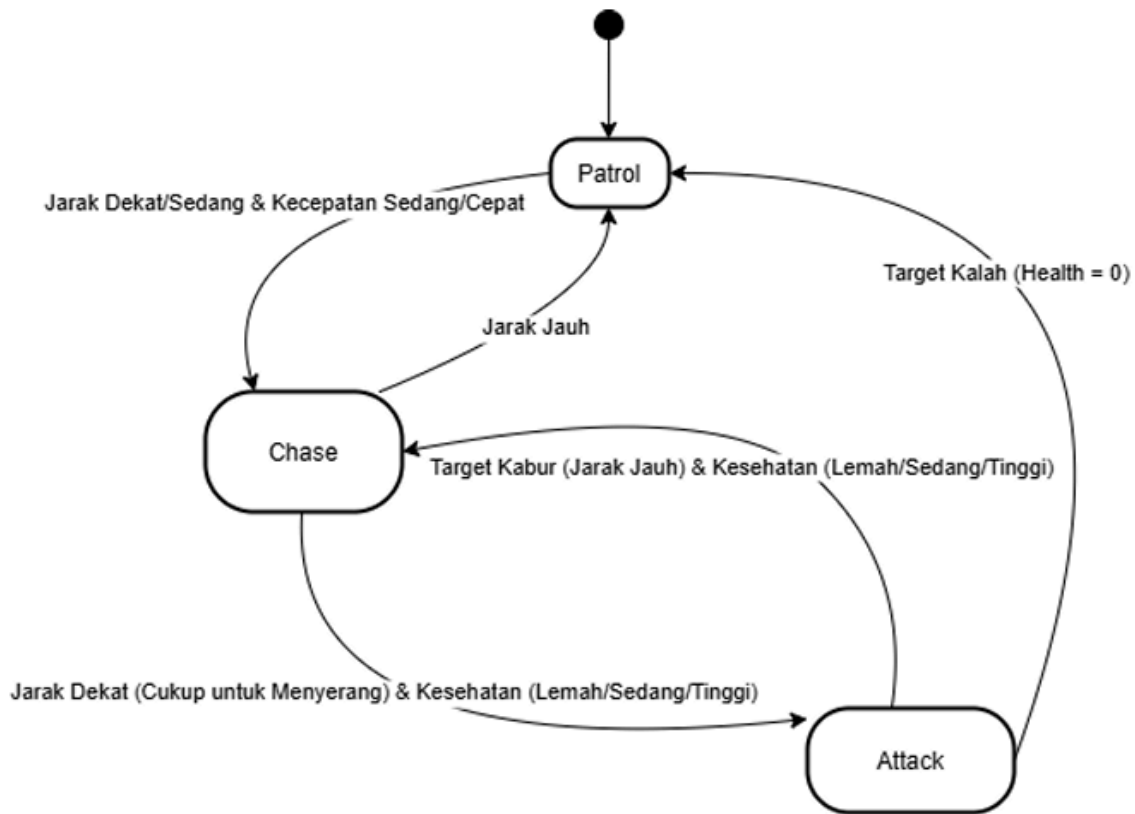 Patrol
Jarak Dekat/Sedang & Kecepatan Sedang/Cepat
Target Kalah (Health = 0)
Jarak Jauh
Chase
Target Kabur (Jarak Jauh) & Kesehatan (Lemah/Sedang/Tinggi)
Jarak Dekat (Cukup untuk Menyerang) & Kesehatan (Lemah/Sedang/Tinggi)
Attack